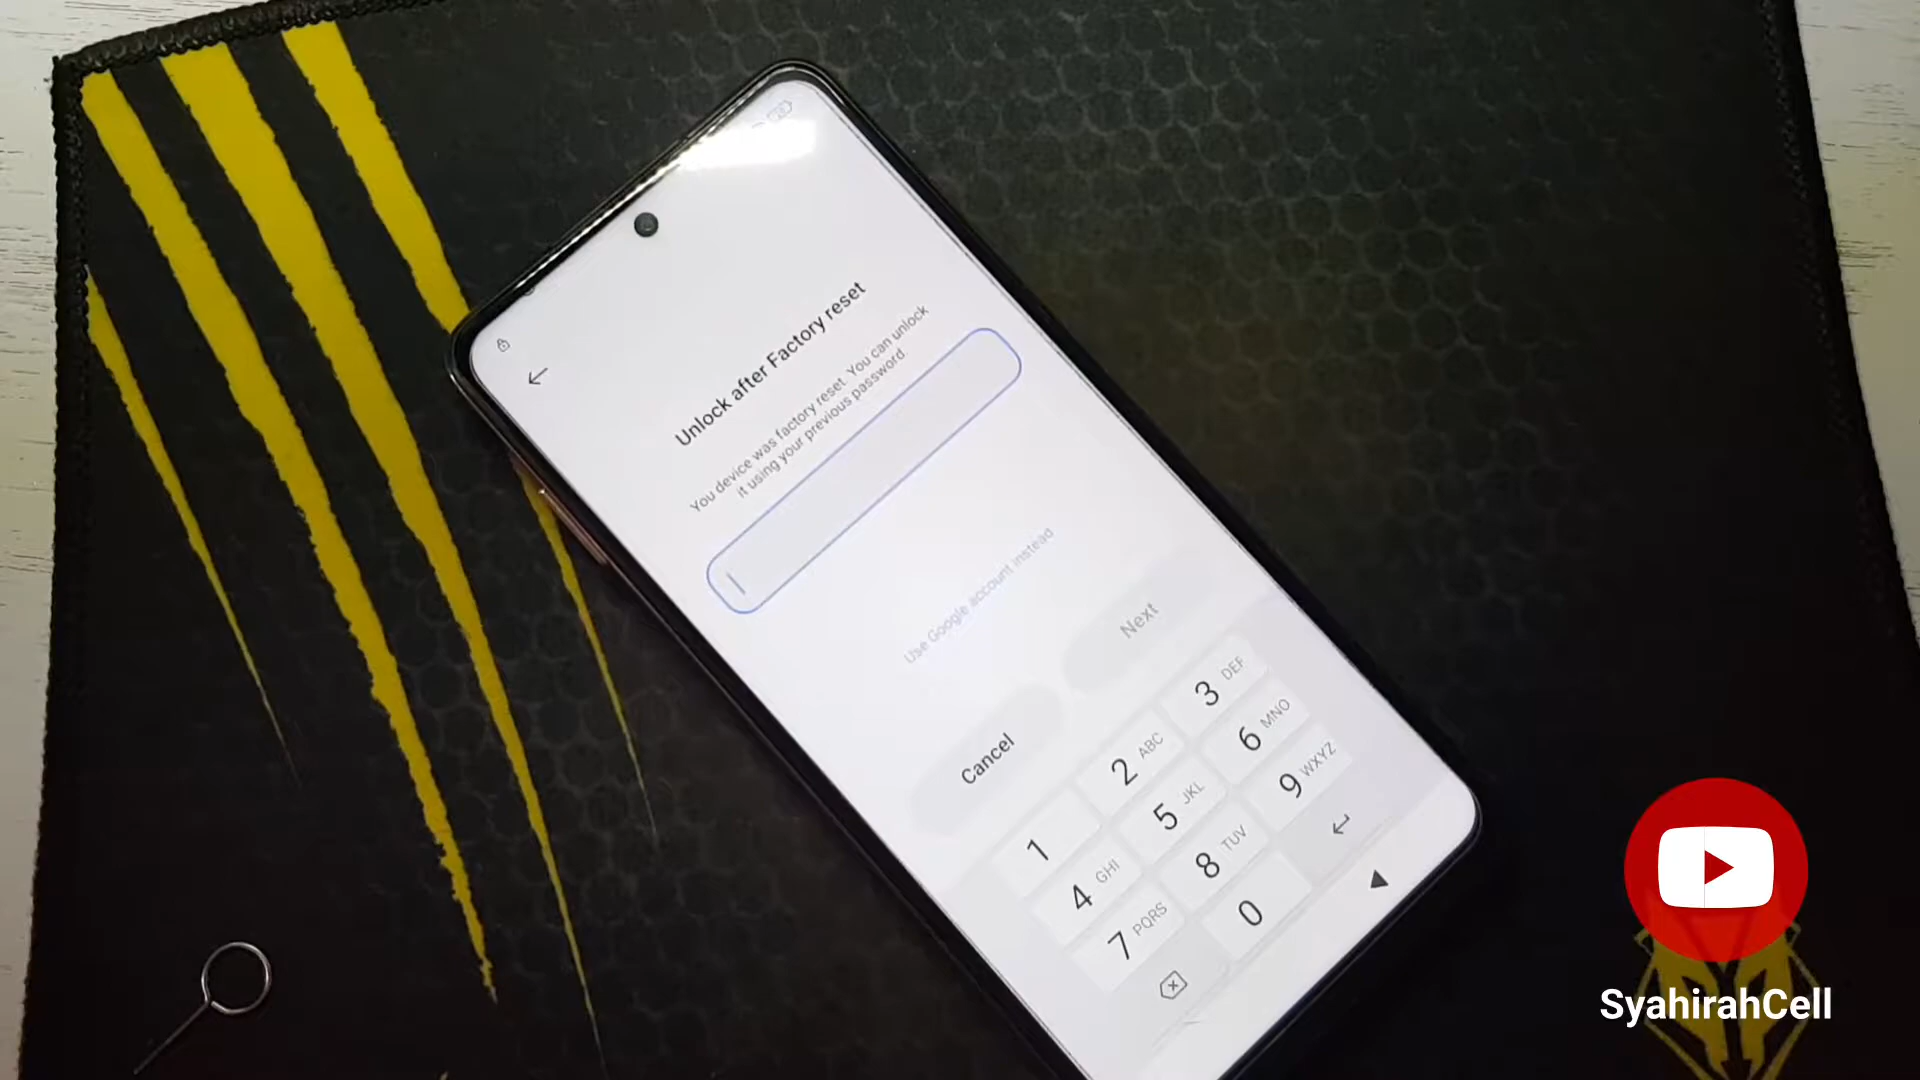 Unlock after Factory reset
You device was factory reset. You can unlock
it using your previous password.
Use Google account instead
Cancel
Next
1
2 ABC
3 DEF
4 GHI
5 JKL
6 MNO
7 PQRS
8 TUV
9 WXYZ
0
SyahirahCell